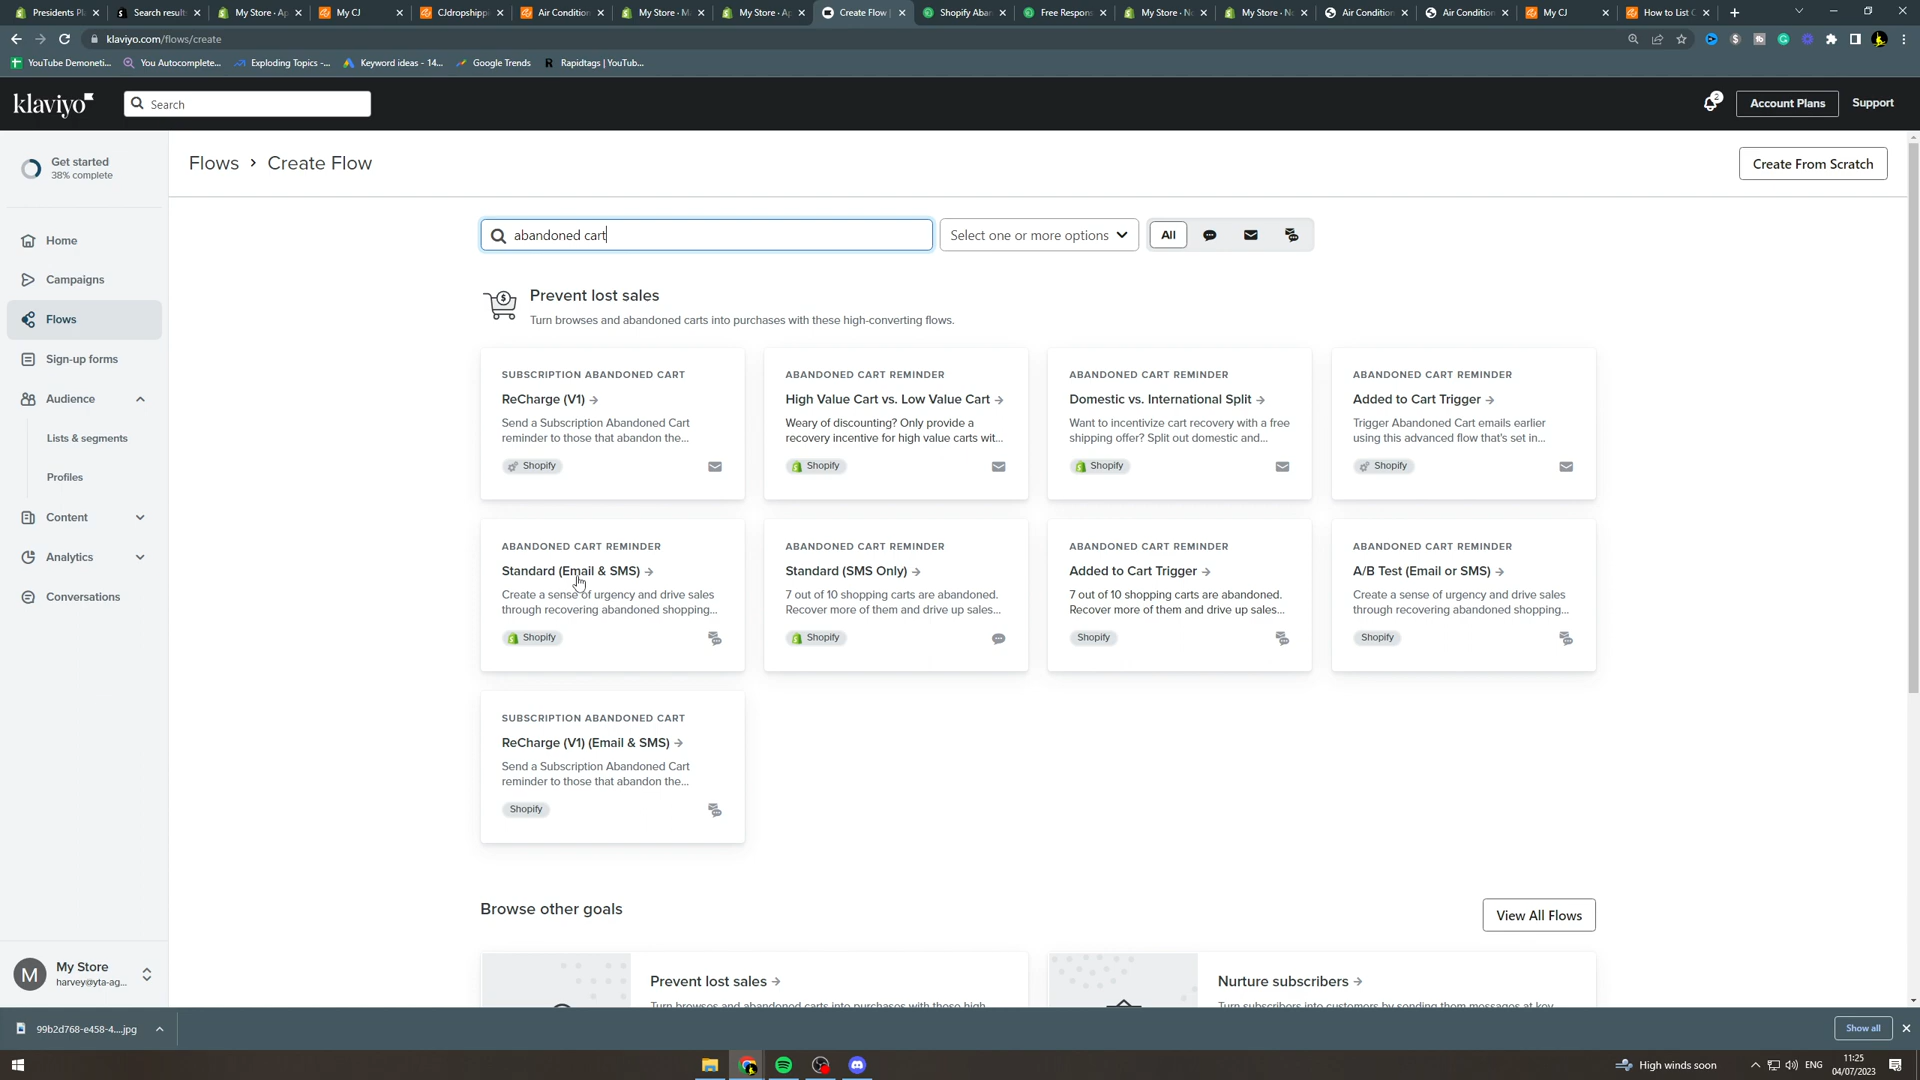 Presidents Pl
Search result
My Store · Ap
My CJ
CJdropshippi
Air Condition
My Store · M
My Store · Ap
Create Flow |
Shopify Aban
Free Respon
My Store · N
My Store · N
Air Condition
Air Condition
My CJ
How to List C
klaviyo.com/flows/create
YouTube Demoneti...
You Autocomplete...
Exploding Topics -...
Keyword ideas - 14...
Google Trends
Rapidtags | YouTub...
klaviyo
Search
2
Account Plans
Support
Get started
38% complete
Flows > Create Flow
Create From Scratch
Home
Campaigns
Flows
Sign-up forms
Audience
Lists & segments
Profiles
Content
Analytics
Conversations
abandoned cart
Select one or more options
All
Prevent lost sales
Turn browses and abandoned carts into purchases with these high-converting flows.
SUBSCRIPTION ABANDONED CART
ReCharge (V1) →
Send a Subscription Abandoned Cart
reminder to those that abandon the...
Shopify
ABANDONED CART REMINDER
High Value Cart vs. Low Value Cart →
Weary of discounting? Only provide a
recovery incentive for high value carts wit...
Shopify
ABANDONED CART REMINDER
Domestic vs. International Split →
Want to incentivize cart recovery with a free
shipping offer? Split out domestic and...
Shopify
ABANDONED CART REMINDER
Added to Cart Trigger →
Trigger Abandoned Cart emails earlier
using this advanced flow that's set in...
Shopify
ABANDONED CART REMINDER
Standard (Email & SMS) →
Create a sense of urgency and drive sales
through recovering abandoned shopping...
Shopify
ABANDONED CART REMINDER
Standard (SMS Only) →
7 out of 10 shopping carts are abandoned.
Recover more of them and drive up sales...
Shopify
ABANDONED CART REMINDER
Added to Cart Trigger →
7 out of 10 shopping carts are abandoned.
Recover more of them and drive up sales...
Shopify
ABANDONED CART REMINDER
A/B Test (Email or SMS) →
Create a sense of urgency and drive sales
through recovering abandoned shopping...
Shopify
SUBSCRIPTION ABANDONED CART
ReCharge (V1) (Email & SMS) →
Send a Subscription Abandoned Cart
reminder to those that abandon the...
Shopify
Browse other goals
View All Flows
Prevent lost sales →
Turn browses and abandoned carts into purchases with these high-
Nurture subscribers →
Turn subscribers into customers by sending them messages at key
M
My Store
harvey@yta-ag...
99b2d768-e458-4....jpg
Show all
High winds soon
ENG
11:25
04/07/2023